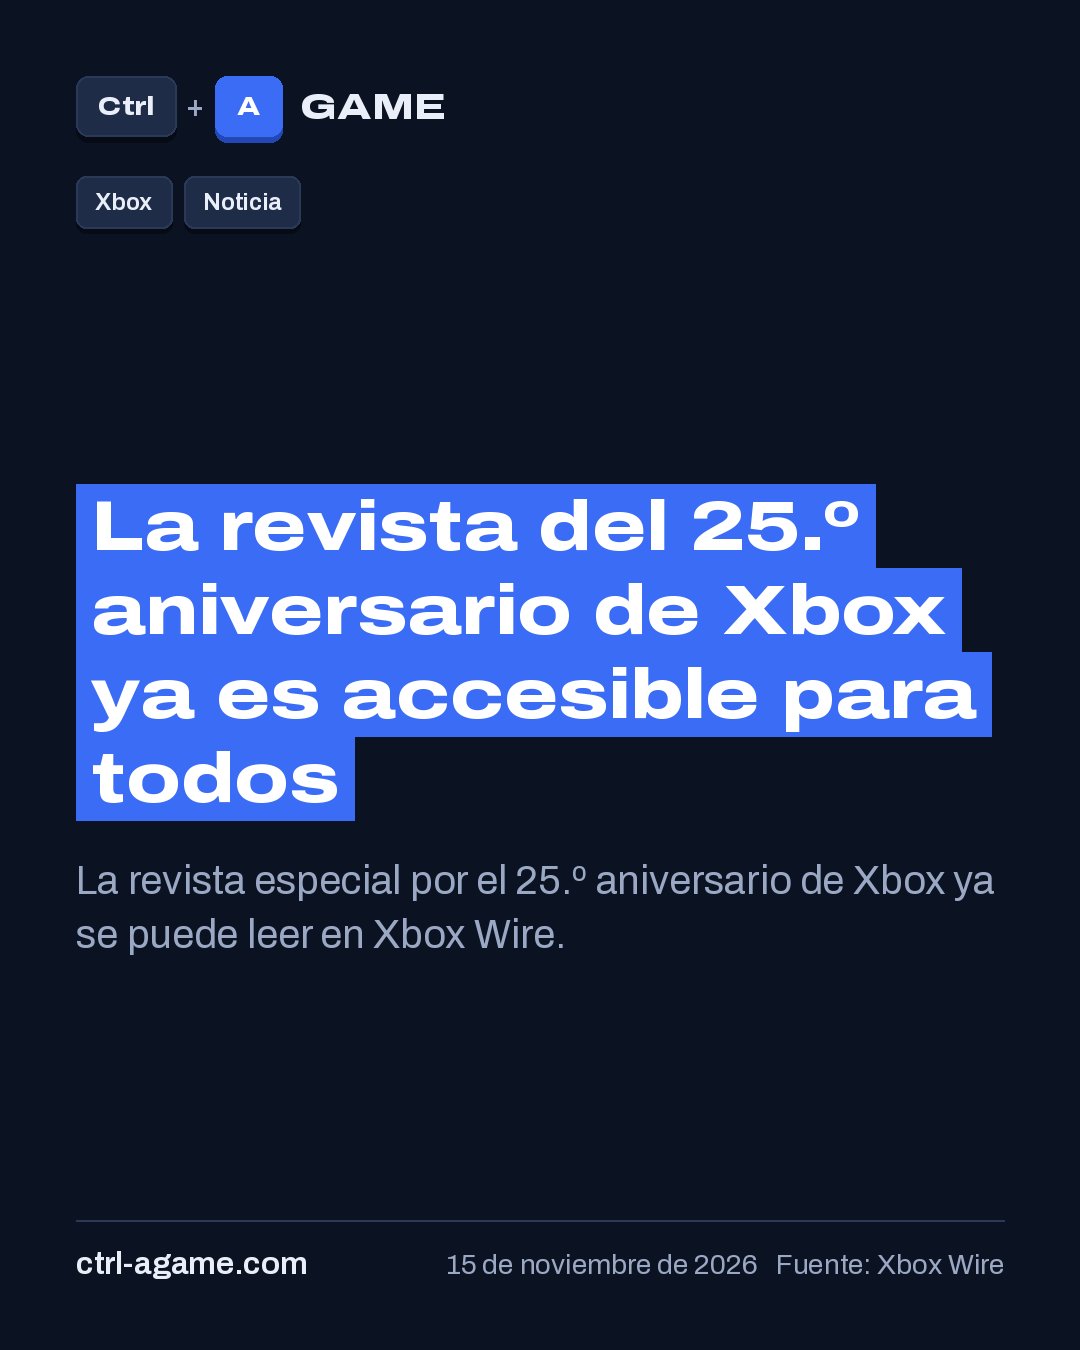 Ctrl + A GAME
Xbox Noticia
La revista del 25.º
aniversario de Xbox
ya es accesible para
todos
La revista especial por el 25.º aniversario de Xbox ya
se puede leer en Xbox Wire.
ctrl-agame.com 15 de noviembre de 2026 Fuente: Xbox Wire